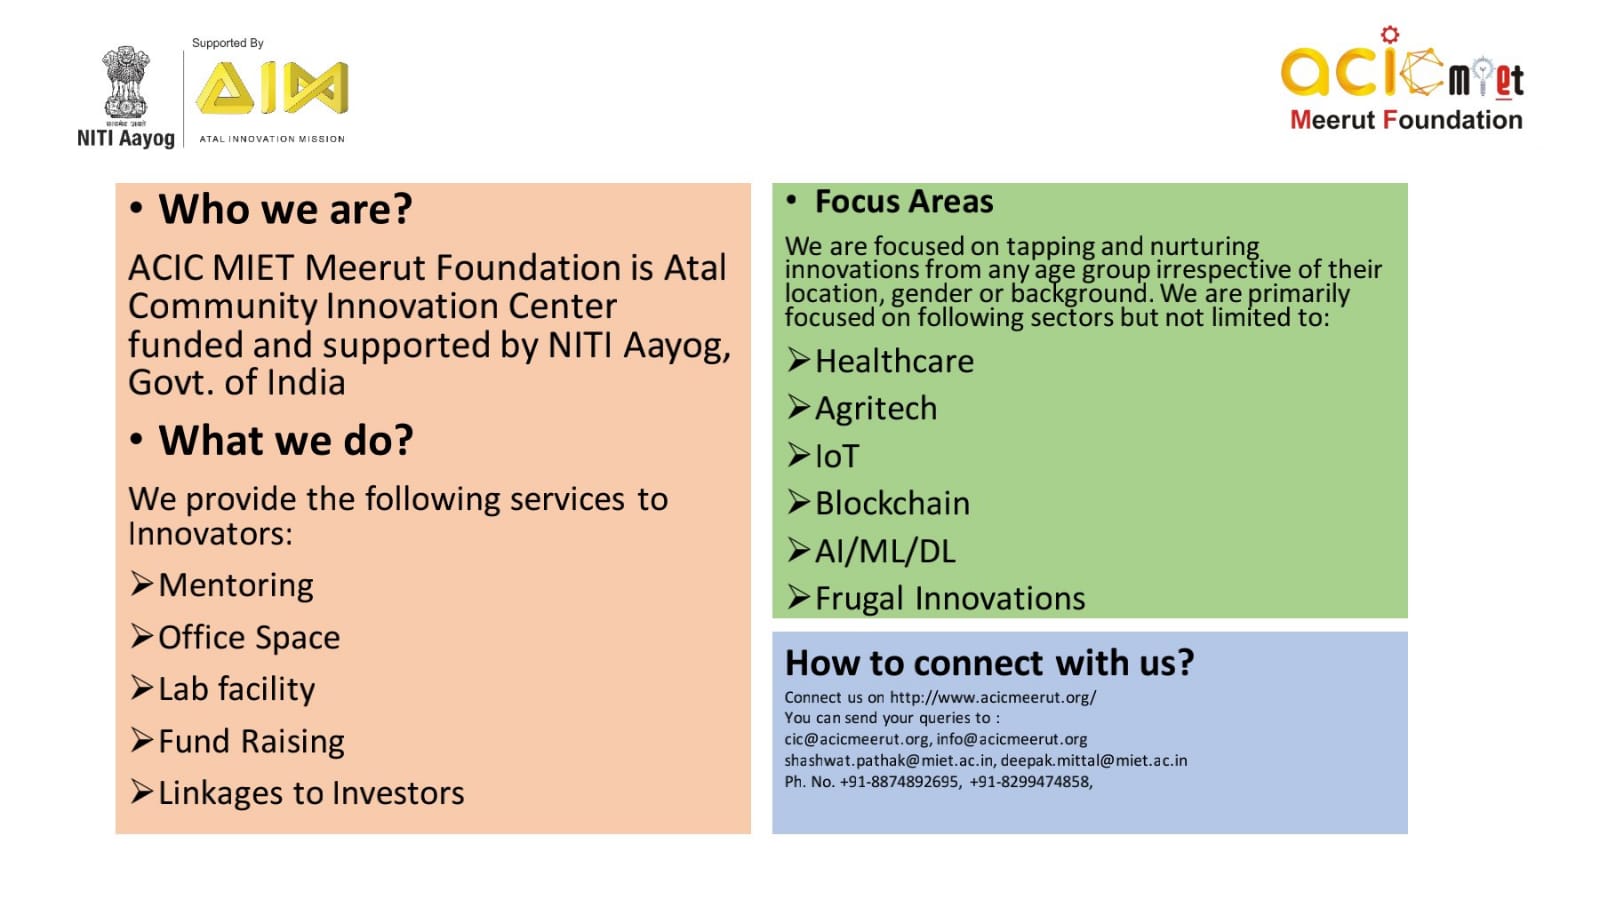 Supported By
सत्यमेव जयते
NITI Aayog
AIM
ATAL INNOVATION MISSION
acic miet
Meerut Foundation
• Who we are?
ACIC MIET Meerut Foundation is Atal
Community Innovation Center
funded and supported by NITI Aayog,
Govt. of India
• What we do?
We provide the following services to
Innovators:
➢Mentoring
➢Office Space
➢Lab facility
➢Fund Raising
➢Linkages to Investors
• Focus Areas
We are focused on tapping and nurturing
innovations from any age group irrespective of their
location, gender or background. We are primarily
focused on following sectors but not limited to:
➢Healthcare
➢Agritech
➢IoT
➢Blockchain
➢AI/ML/DL
➢Frugal Innovations
How to connect with us?
Connect us on http://www.acicmeerut.org/
You can send your queries to :
cic@acicmeerut.org, info@acicmeerut.org
shashwat.pathak@miet.ac.in, deepak.mittal@miet.ac.in
Ph. No. +91-8874892695, +91-8299474858,